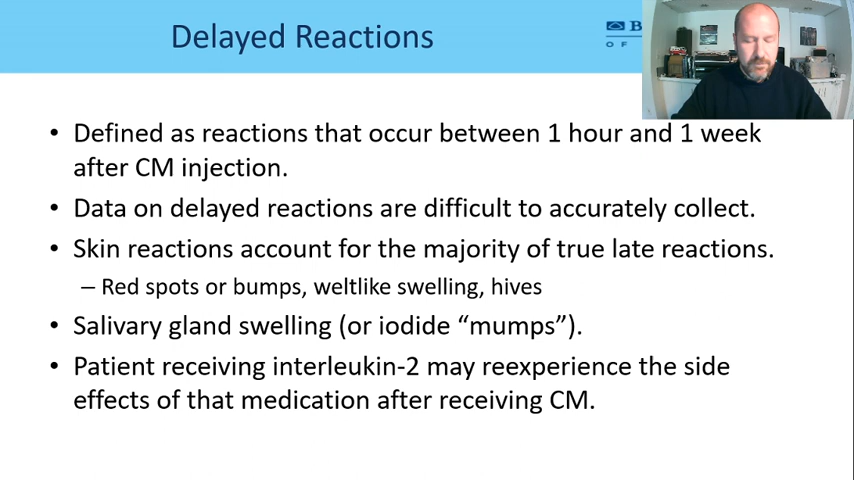 Delayed Reactions
B
OF
• Defined as reactions that occur between 1 hour and 1 week
after CM injection.
• Data on delayed reactions are difficult to accurately collect.
• Skin reactions account for the majority of true late reactions.
– Red spots or bumps, weltlike swelling, hives
• Salivary gland swelling (or iodide “mumps”).
• Patient receiving interleukin-2 may reexperience the side
effects of that medication after receiving CM.